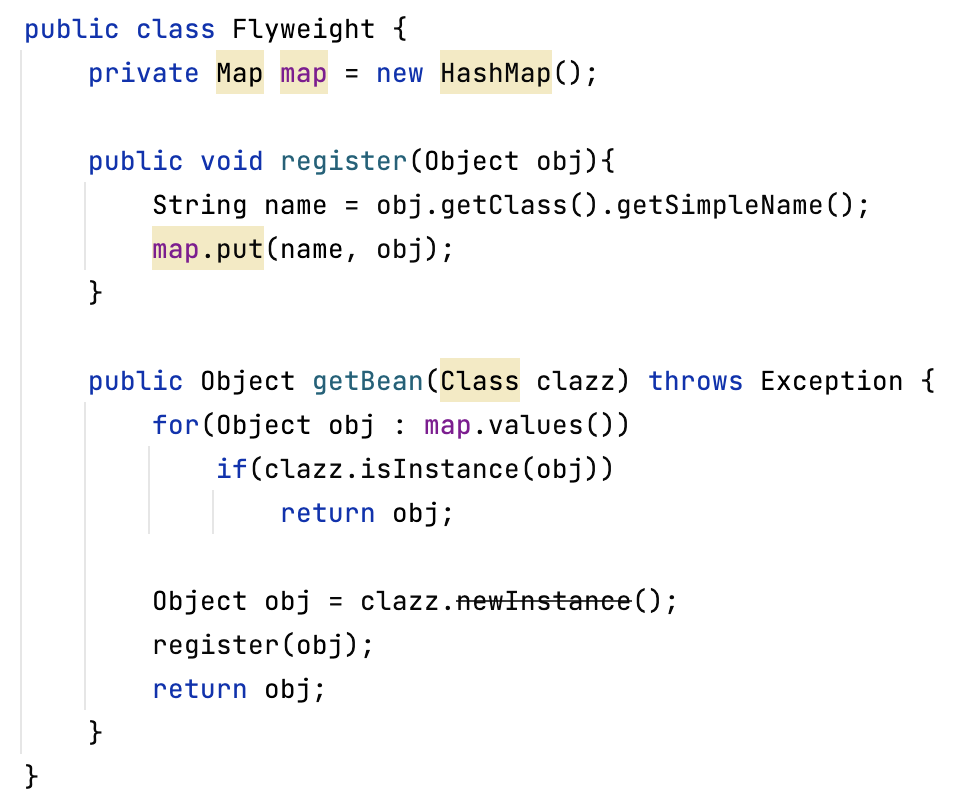 public class Flyweight {
    private Map map = new HashMap();

    public void register(Object obj){
        String name = obj.getClass().getSimpleName();
        map.put(name, obj);
    }

    public Object getBean(Class clazz) throws Exception {
        for(Object obj : map.values())
            if(clazz.isInstance(obj))
                return obj;

        Object obj = clazz.newInstance();
        register(obj);
        return obj;
    }
}